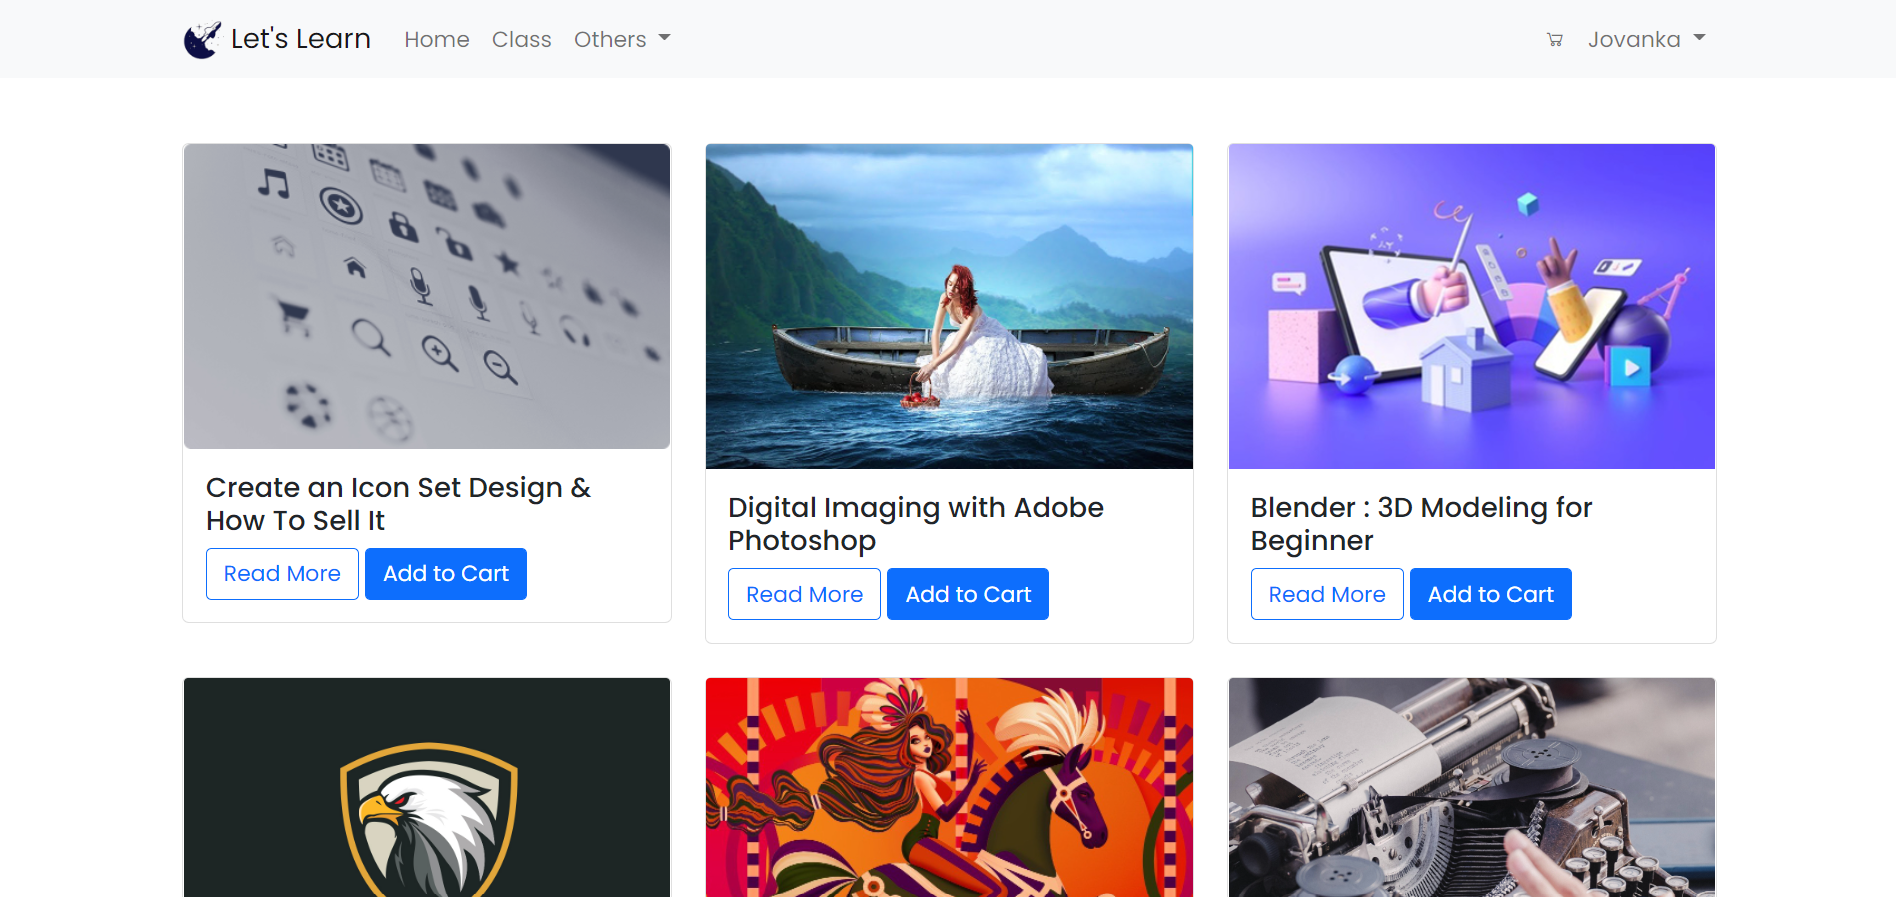 Let's Learn
Home
Class
Others
Jovanka
Create an Icon Set Design &
How To Sell It
Read More
Add to Cart
Digital Imaging with Adobe
Photoshop
Read More
Add to Cart
Blender : 3D Modeling for
Beginner
Read More
Add to Cart